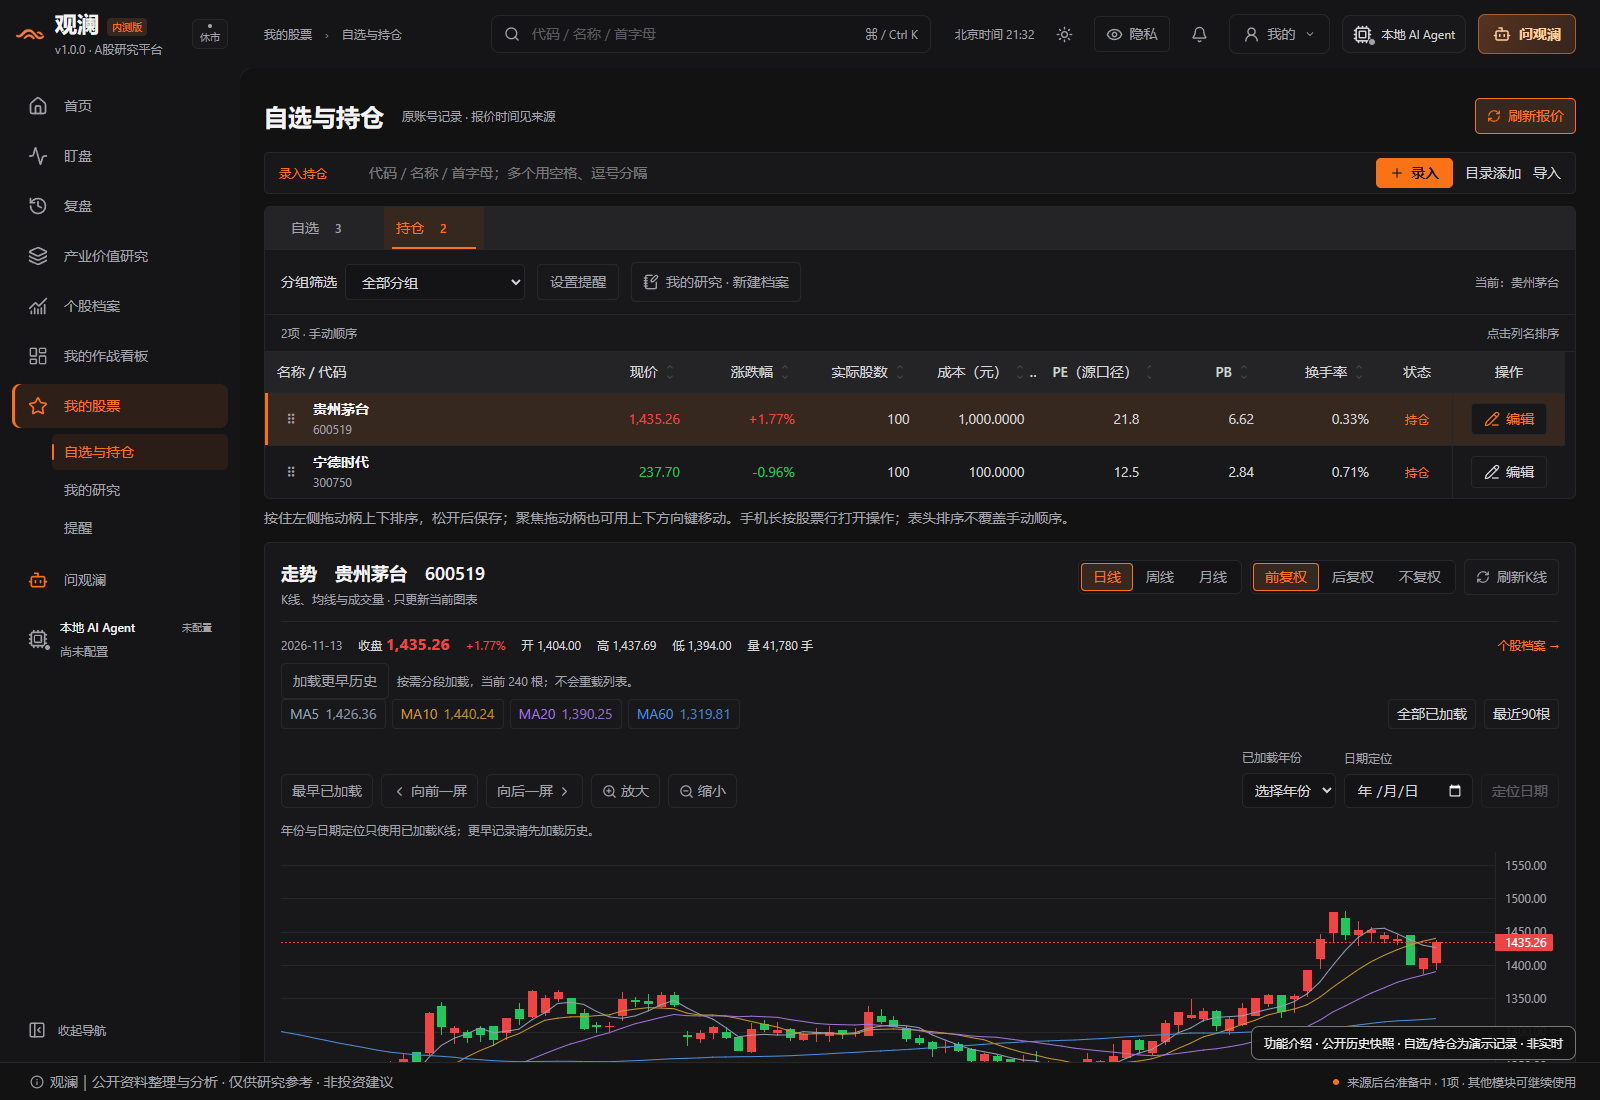 观澜 内测版
v1.0.0 · A股研究平台
休市
我的股票 › 自选与持仓
代码 / 名称 / 首字母 ⌘ / Ctrl K
北京时间 21:32
隐私
我的
本地 AI Agent
问观澜
首页
盯盘
复盘
产业价值研究
个股档案
我的作战看板
我的股票
自选与持仓
我的研究
提醒
问观澜
本地 AI Agent 未配置
尚未配置
收起导航
自选与持仓 原账号记录 · 报价时间见来源
刷新报价
录入持仓 代码 / 名称 / 首字母；多个用空格、逗号分隔 + 录入 目录添加 导入
自选 3 持仓 2
分组筛选 全部分组 设置提醒 我的研究 · 新建档案 当前：贵州茅台
2项 · 手动顺序 点击列名排序
名称 / 代码 现价 涨跌幅 实际股数 成本（元） .. PE（源口径） PB 换手率 状态 操作
贵州茅台 1,435.26 +1.77% 100 1,000.0000 21.8 6.62 0.33% 持仓 编辑
600519
宁德时代 237.70 -0.96% 100 100.0000 12.5 2.84 0.71% 持仓 编辑
300750
按住左侧拖动柄上下排序，松开后保存；聚焦拖动柄也可用上下方向键移动。手机长按股票行打开操作；表头排序不覆盖手动顺序。
走势 贵州茅台 600519
K线、均线与成交量 · 只更新当前图表
日线 周线 月线 前复权 后复权 不复权 刷新K线
2026-11-13 收盘 1,435.26 +1.77% 开 1,404.00 高 1,437.69 低 1,394.00 量 41,780 手 个股档案 →
加载更早历史 按需分段加载，当前 240 根；不会重载列表。
MA5 1,426.36 MA10 1,440.24 MA20 1,390.25 MA60 1,319.81 全部已加载 最近90根
已加载年份 日期定位
最早已加载 向前一屏 向后一屏 放大 缩小 选择年份 年 /月/日 定位日期
年份与日期定位只使用已加载K线；更早记录请先加载历史。
1550.00
1500.00
1450.00
1435.26
1400.00
1350.00
功能介绍 · 公开历史快照 · 自选/持仓为演示记录 · 非实时
观澜 | 公开资料整理与分析 · 仅供研究参考 · 非投资建议
来源后台准备中 · 1项 · 其他模块可继续使用